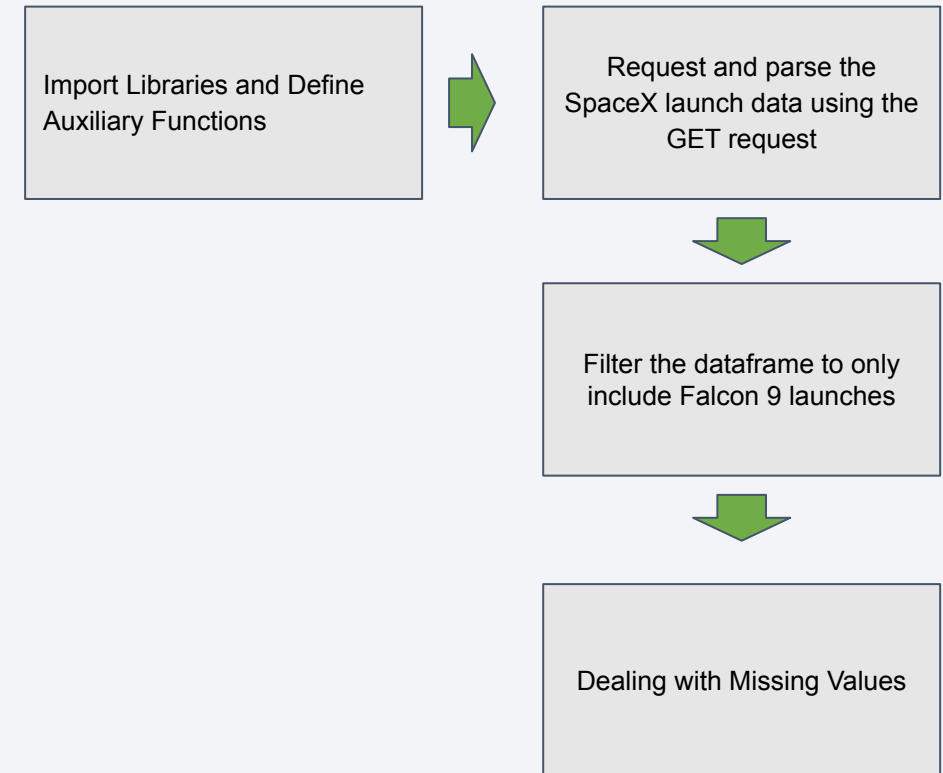 Import Libraries and Define
Auxiliary Functions
Request and parse the
SpaceX launch data using the
GET request
Filter the dataframe to only
include Falcon 9 launches
Dealing with Missing Values